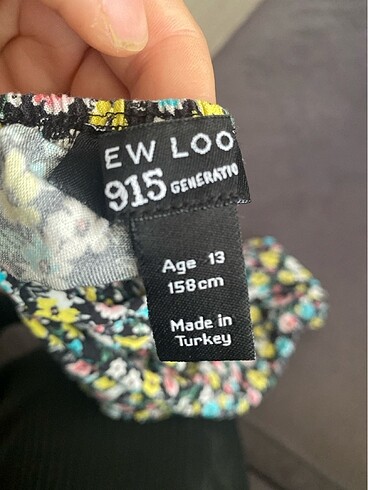 EW LOO
915 GENERATIO
Age 13
158cm
Made in
Turkey